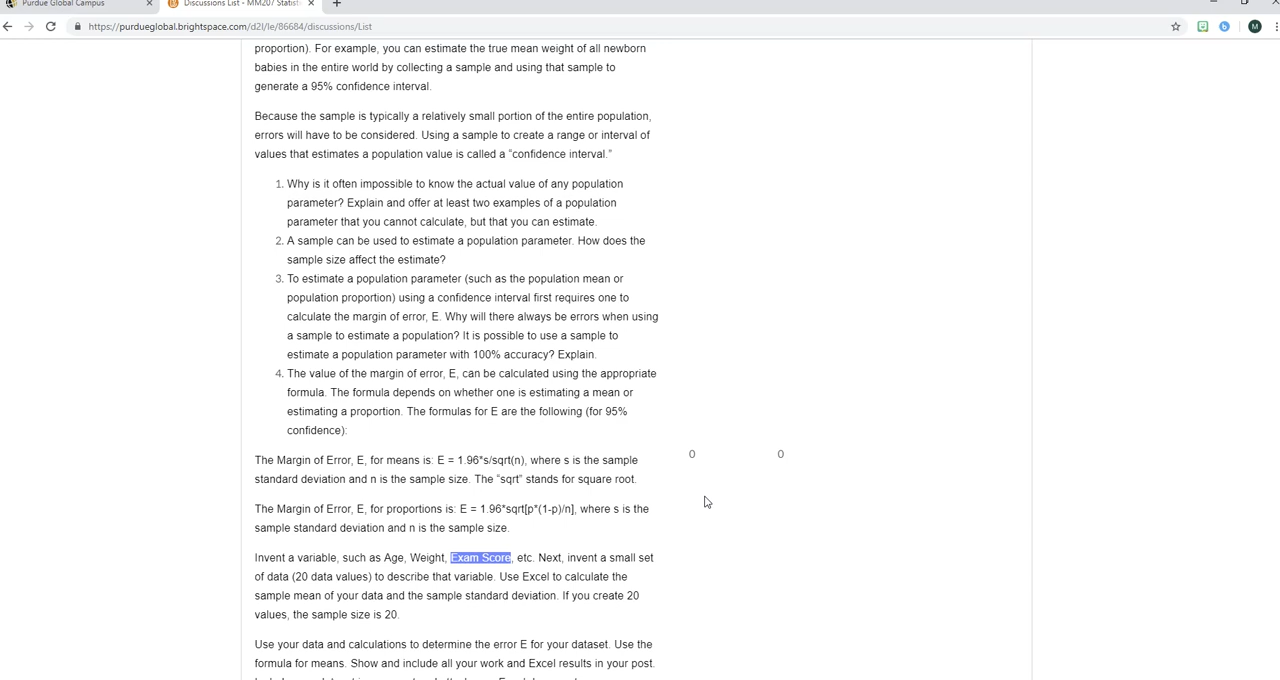 Purdue Global Campus
Discussions List - MM207 Statist
https://purdueglobal.brightspace.com/d2l/le/86684/discussions/List
M
proportion). For example, you can estimate the true mean weight of all newborn
babies in the entire world by collecting a sample and using that sample to
generate a 95% confidence interval.
Because the sample is typically a relatively small portion of the entire population,
errors will have to be considered. Using a sample to create a range or interval of
values that estimates a population value is called a “confidence interval.”
1. Why is it often impossible to know the actual value of any population
parameter? Explain and offer at least two examples of a population
parameter that you cannot calculate, but that you can estimate.
2. A sample can be used to estimate a population parameter. How does the
sample size affect the estimate?
3. To estimate a population parameter (such as the population mean or
population proportion) using a confidence interval first requires one to
calculate the margin of error, E. Why will there always be errors when using
a sample to estimate a population? It is possible to use a sample to
estimate a population parameter with 100% accuracy? Explain.
4. The value of the margin of error, E, can be calculated using the appropriate
formula. The formula depends on whether one is estimating a mean or
estimating a proportion. The formulas for E are the following (for 95%
confidence):
0 0
The Margin of Error, E, for means is: E = 1.96*s/sqrt(n), where s is the sample
standard deviation and n is the sample size. The “sqrt” stands for square root.
The Margin of Error, E, for proportions is: E = 1.96*sqrt[p*(1-p)/n], where s is the
sample standard deviation and n is the sample size.
Invent a variable, such as Age, Weight, Exam Score, etc. Next, invent a small set
of data (20 data values) to describe that variable. Use Excel to calculate the
sample mean of your data and the sample standard deviation. If you create 20
values, the sample size is 20.
Use your data and calculations to determine the error E for your dataset. Use the
formula for means. Show and include all your work and Excel results in your post.